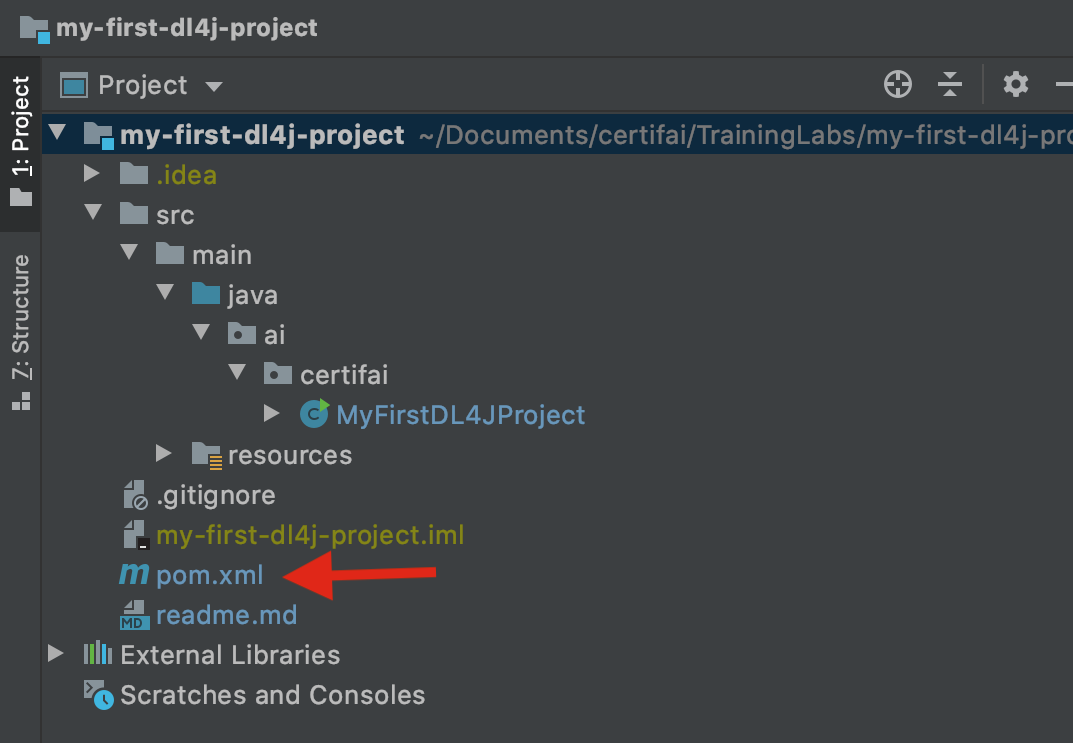 my-first-dl4j-project
1: Project
Z: Structure
Project
my-first-dl4j-project ~/Documents/certifai/TrainingLabs/my-first-dl4j-pro
.idea
src
main
java
ai
certifai
C MyFirstDL4JProject
resources
.gitignore
my-first-dl4j-project.iml
m pom.xml
MD readme.md
External Libraries
Scratches and Consoles